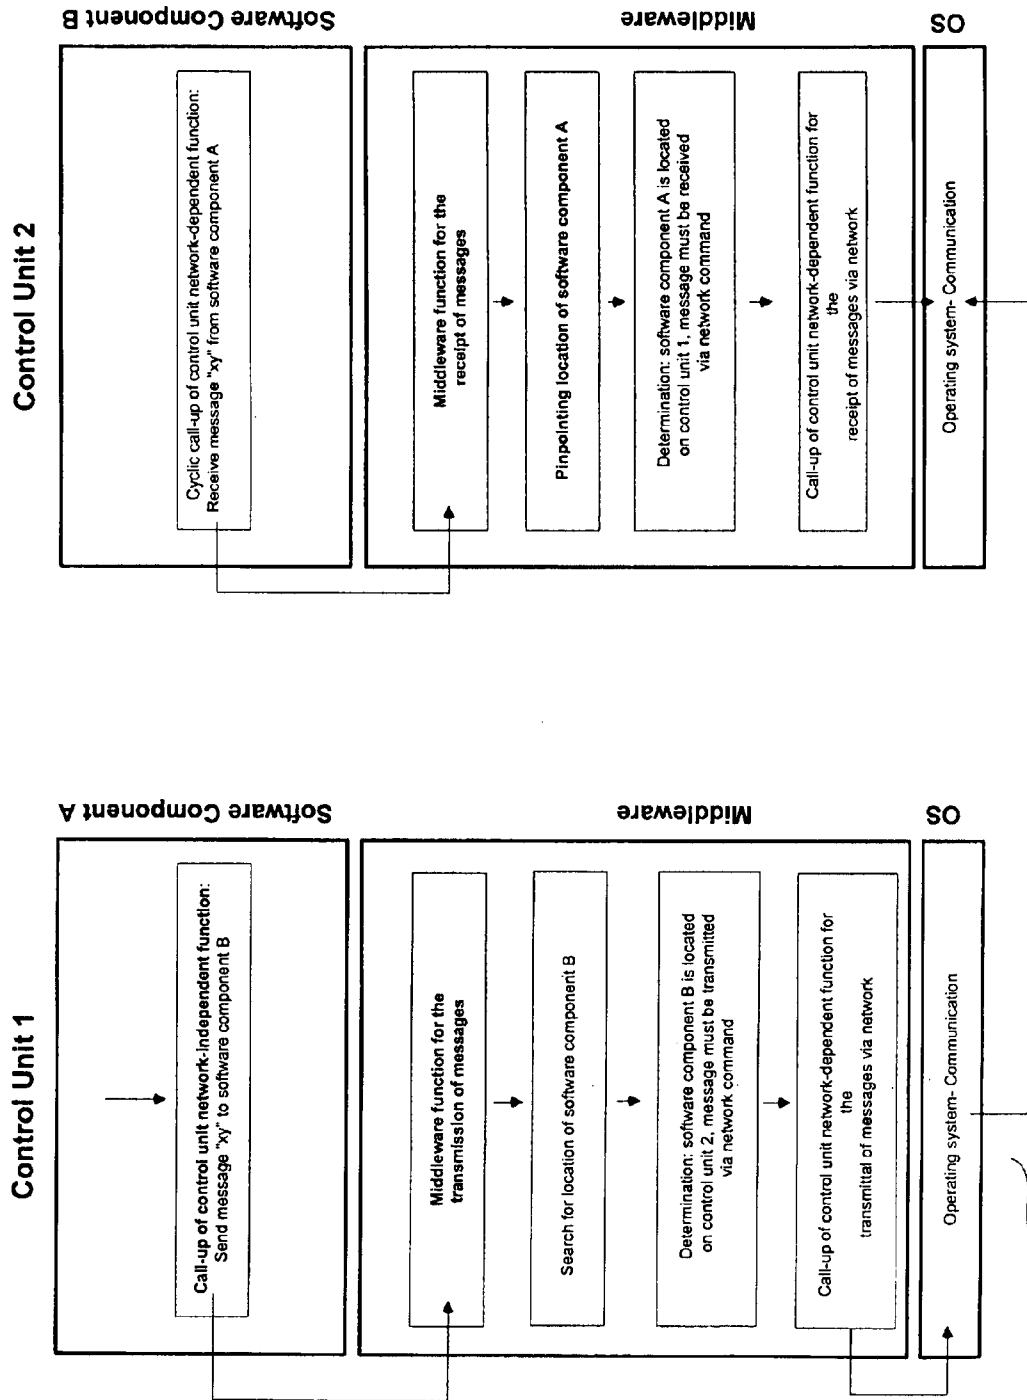 Control Unit 1
Software Component A
Call-up of control unit network-independent function:
Send message "xy" to software component B
Middleware
Middleware function for the
transmission of messages
Search for location of software component B
Determination: software component B is located
on control unit 2, message must be transmitted
via network command
Call-up of control unit network-dependent function for
the
transmittal of messages via network
OS
Operating system- Communication
Control Unit 2
Software Component B
Cyclic call-up of control unit network-dependent function:
Receive message "xy" from software component A
Middleware
Middleware function for the
receipt of messages
Pinpointing location of software component A
Determination: software component A is located
on control unit 1, message must be received
via network command
Call-up of control unit network-dependent function for
the
receipt of messages via network
OS
Operating system- Communication